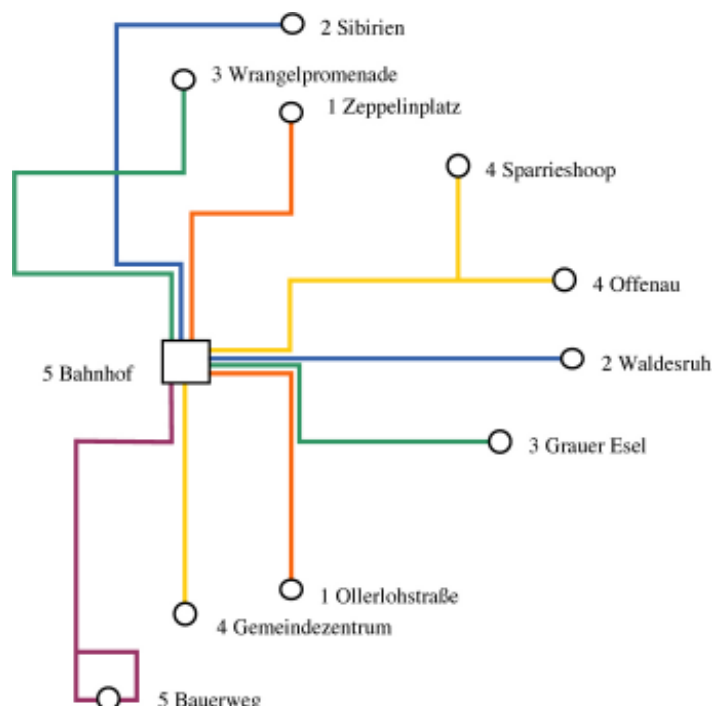 2 Sibirien
3 Wrangelpromenade
1 Zeppelinplatz
4 Sparrieshoop
4 Offenau
2 Waldesruh
5 Bahnhof
3 Grauer Esel
1 Ollerlohstraße
4 Gemeindezentrum
5 Bauerweg